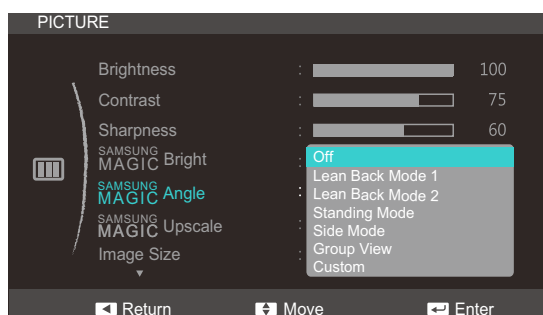 PICTURE
Brightness : 100
Contrast : 75
Sharpness : 60
SAMSUNG MAGIC Bright :
SAMSUNG MAGIC Angle :
SAMSUNG MAGIC Upscale :
Image Size :
Off
Lean Back Mode 1
Lean Back Mode 2
Standing Mode
Side Mode
Group View
Custom
Return Move Enter